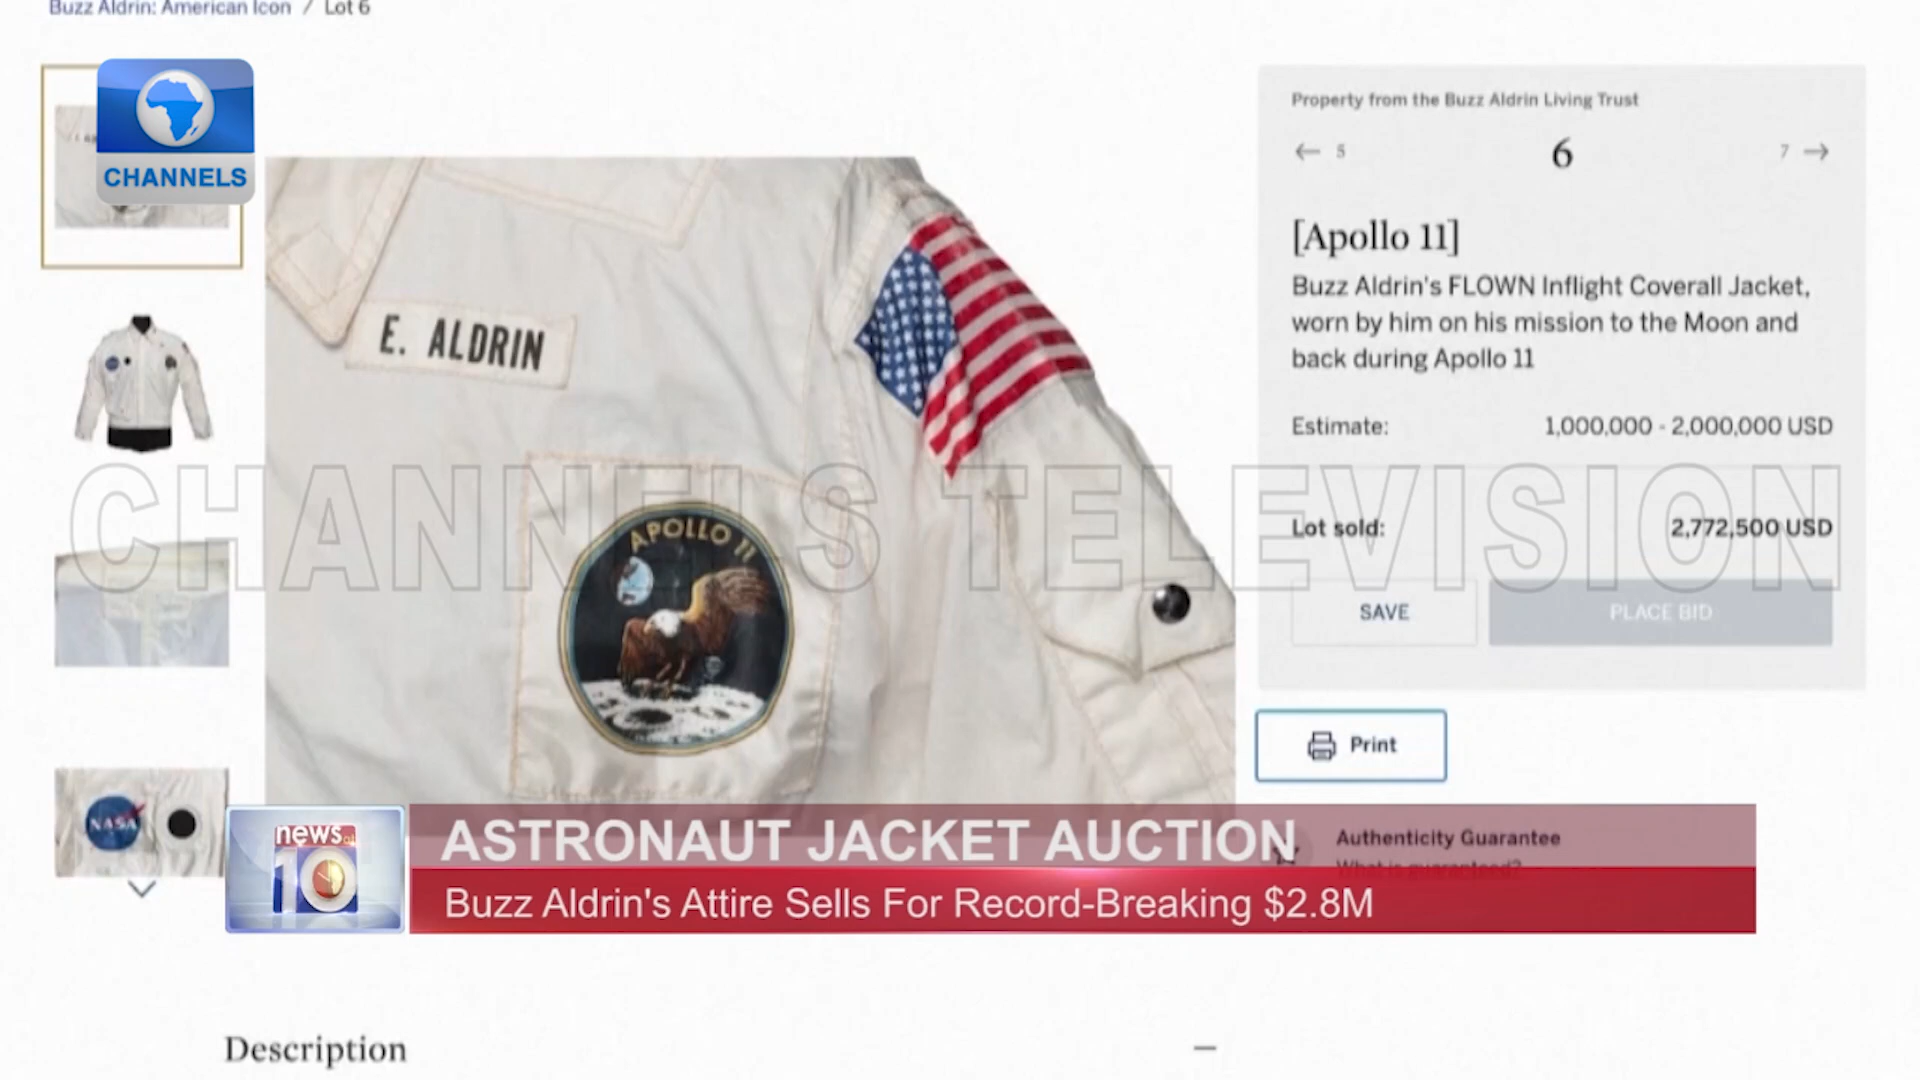 Buzz Aldrin: American Icon / Lot 6
CHANNELS
Property from the Buzz Aldrin Living Trust
← 5
6
7 →
[Apollo 11]
Buzz Aldrin's FLOWN Inflight Coverall Jacket,
worn by him on his mission to the Moon and
back during Apollo 11
E. ALDRIN
Estimate:
1,000,000 - 2,000,000 USD
CHANNELS TELEVISION
Lot sold:
2,772,500 USD
APOLLO 11
SAVE
PLACE BID
Print
NASA
news at
10
ASTRONAUT JACKET AUCTION
Authenticity Guarantee
What is guaranteed?
Buzz Aldrin's Attire Sells For Record-Breaking $2.8M
Description